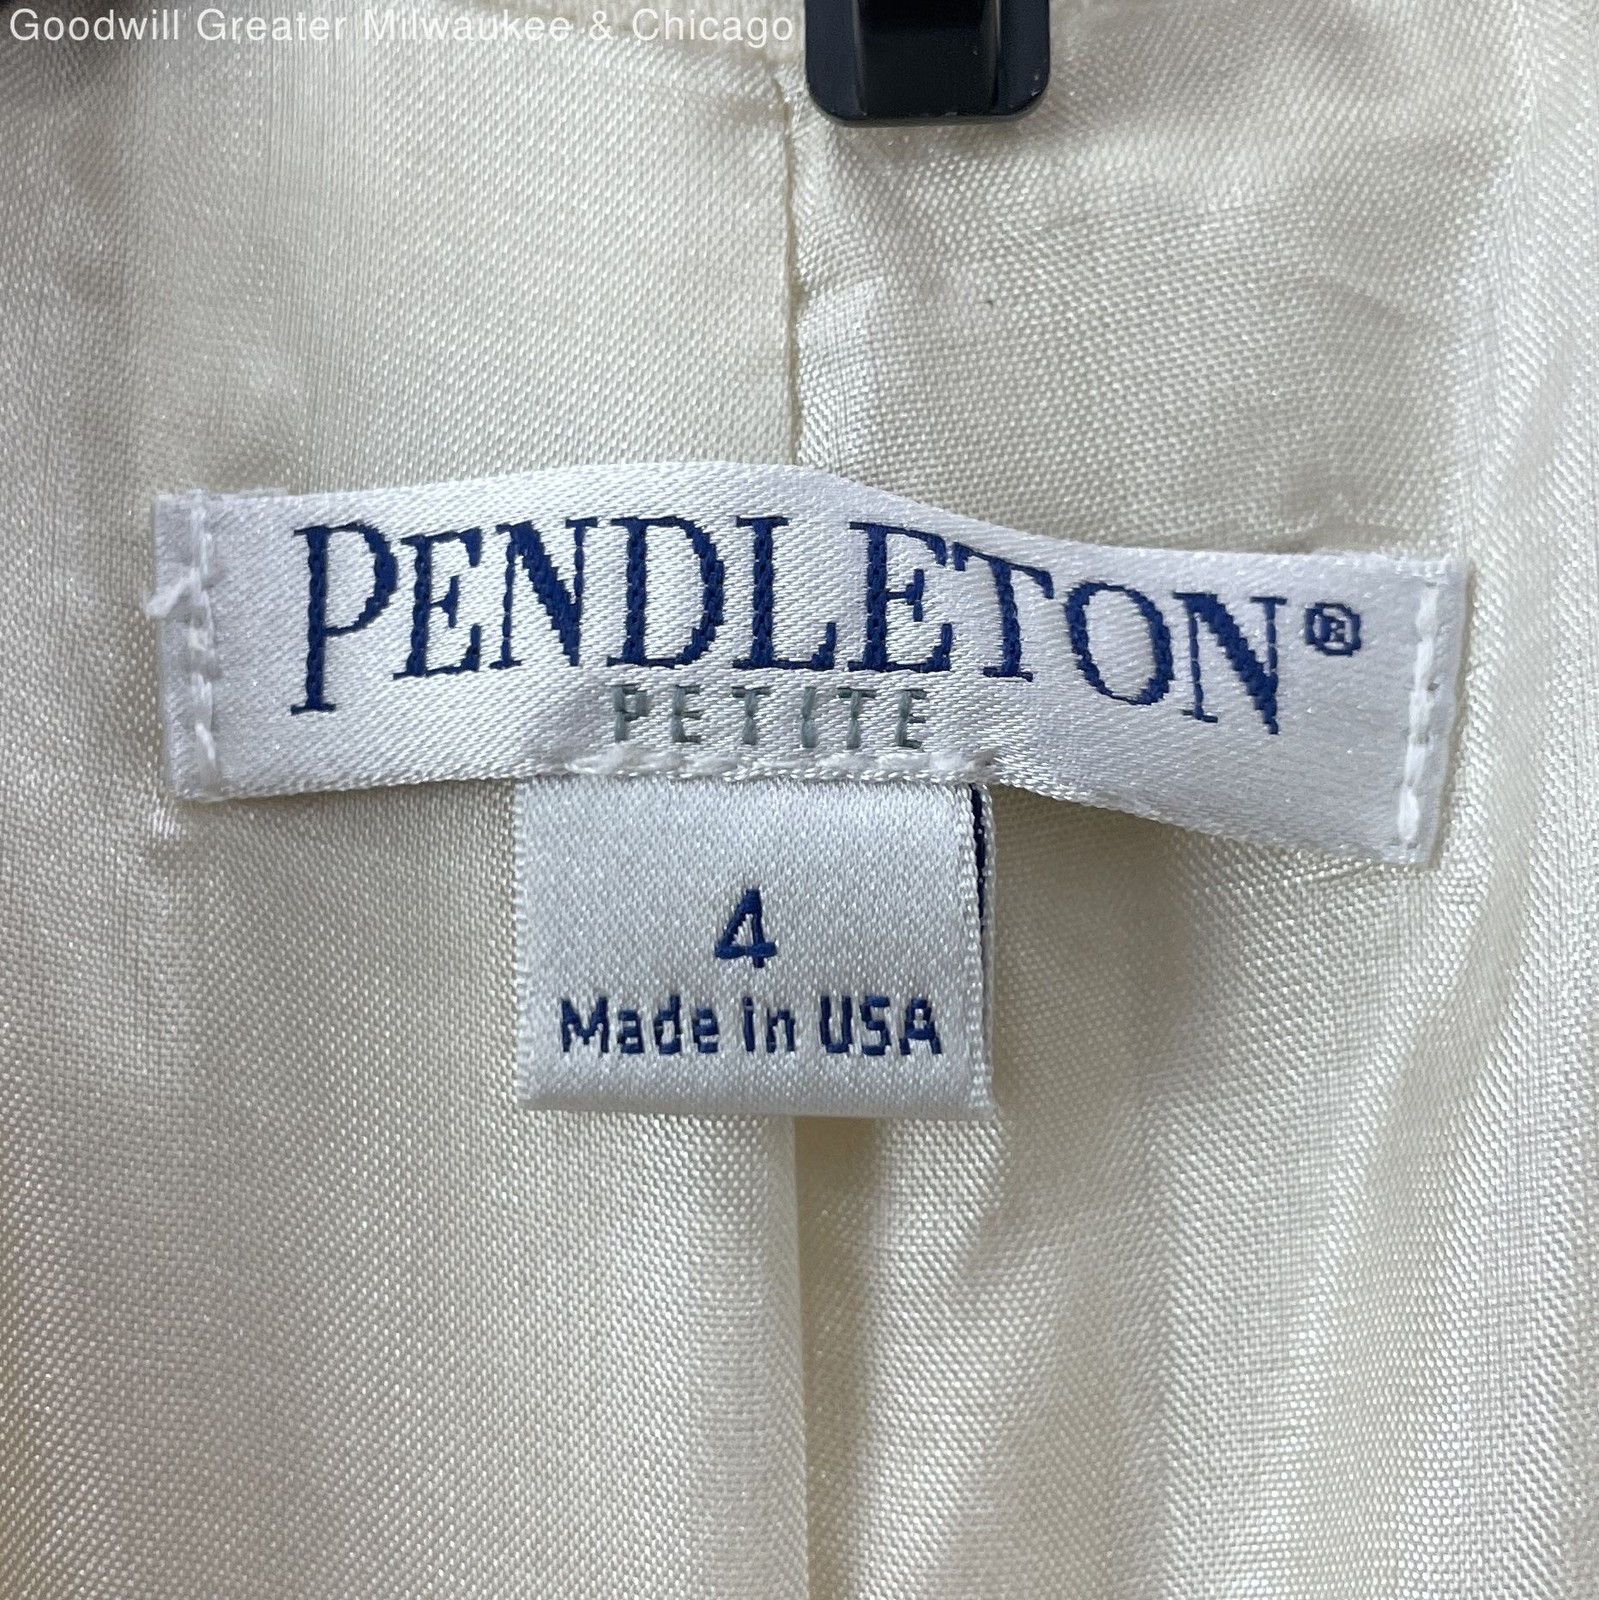 Goodwill Greater Milwaukee & Chicago
PENDLETON®
PETITE
4
Made in USA